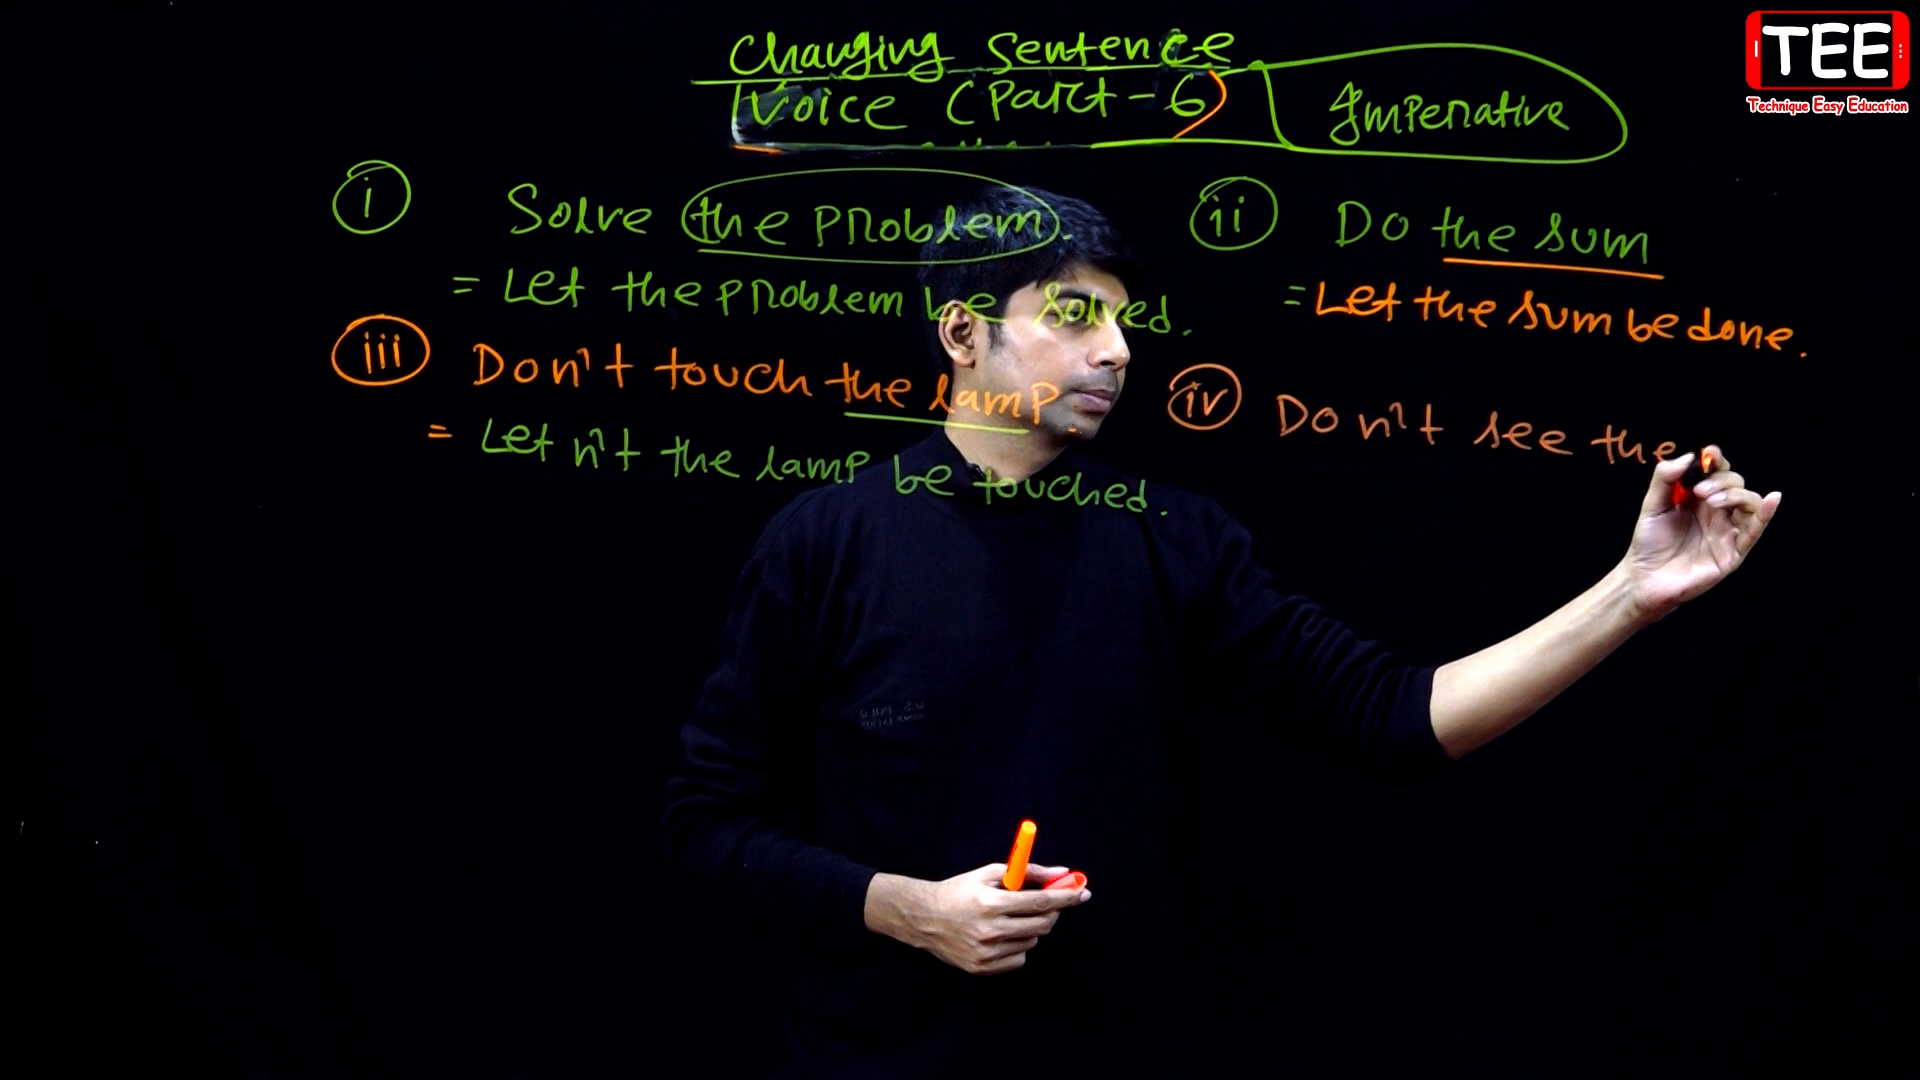 TEE
Technique Easy Education
Changing Sentence
Voice (Part-6) Imperative
i Solve the problem.
= Let the problem be solved.
ii Do the sum
= Let the sum be done.
iii Don't touch the lamp.
= Let n't the lamp be touched.
iv Don't see the